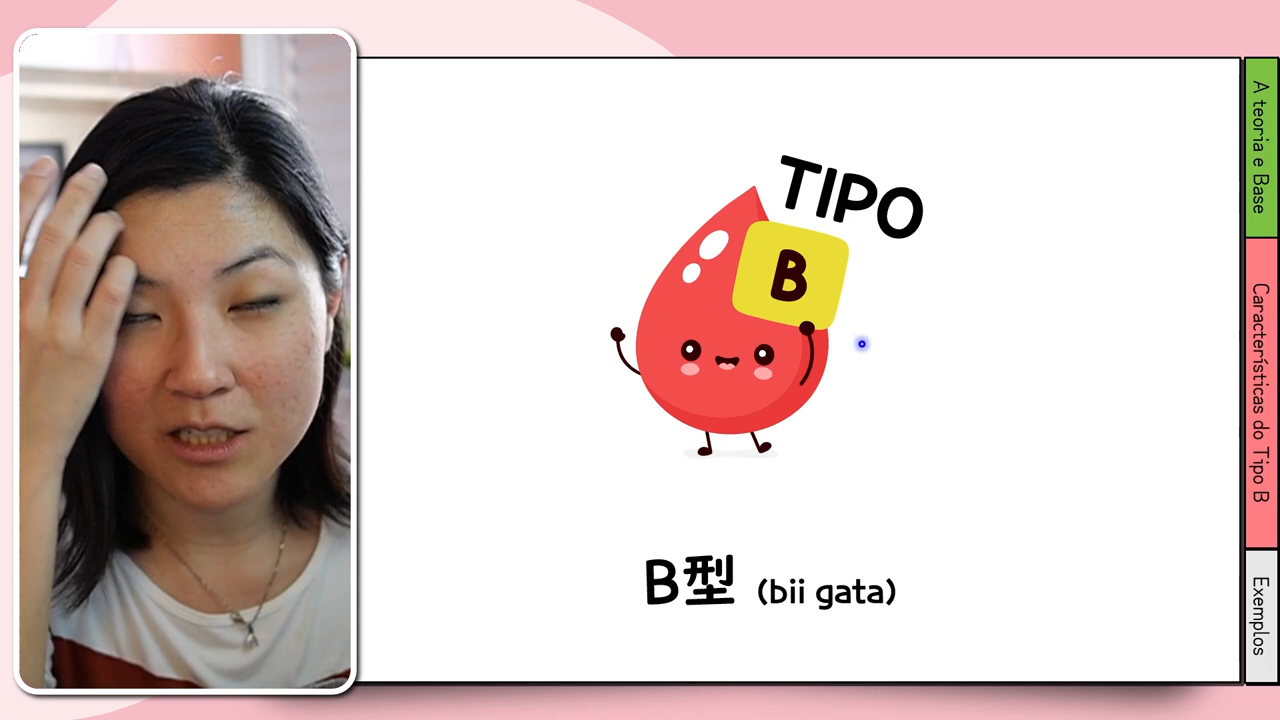 TIPO
B
B型 (bii gata)
A teoria e Base
Características do Tipo B
Exemplos